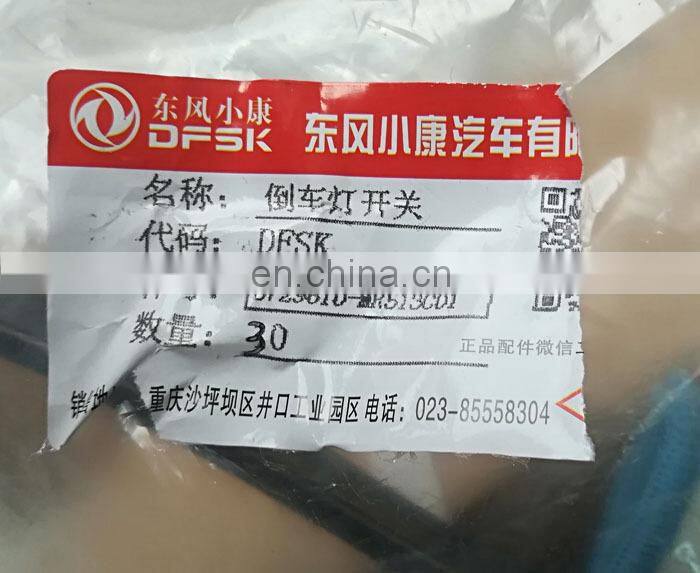 东风小康
DFSK
东风小康汽车有
名称: 倒车灯开关
代码: DFSK
en.china.cn
数量: 30
正品配件微信二
重庆沙坪坝区井口工业园区 电话: 023-85558304